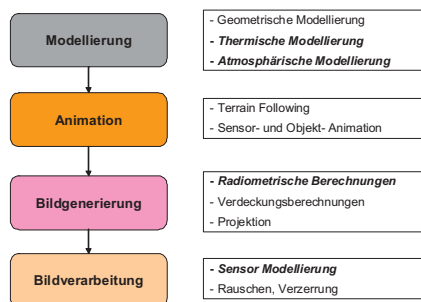 Modellierung
- Geometrische Modellierung
- Thermische Modellierung
- Atmosphärische Modellierung
Animation
- Terrain Following
- Sensor- und Objekt- Animation
Bildgenerierung
- Radiometrische Berechnungen
- Verdeckungsberechnungen
- Projektion
Bildverarbeitung
- Sensor Modellierung
- Rauschen, Verzerrung